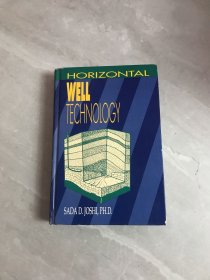 HORIZONTAL
WELL
TECHNOLOGY
SADA D. JOSHI, PH.D.